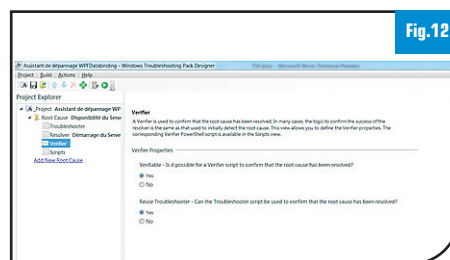 Fig.12
Assistant de dépannage WPFDatabinding - Windows Troubleshooting Pack Designer
Project Build Actions Help
Project Explorer
Project Assistant de dépannage WP
Root Cause Disponibilité du Serv
Troubleshooter
Resolver Démarrage du Serve
Verifier
Scripts
Add New Root Cause
Verifier
A Verifier is used to confirm that the root cause has been resolved. In many cases, the logic to confirm the success of the
resolver is the same as that used to initially detect the root cause. This view allows you to define the Verifier properties. The
corresponding Verifier PowerShell script is available in the Scripts view.
Verifier Properties
Verifiable - Is it possible for a Verifier script to confirm that the root cause has been resolved?
Yes
No
Reuse Troubleshooter - Can the Troubleshooter script be used to confirm that the root cause has been resolved?
Yes
No